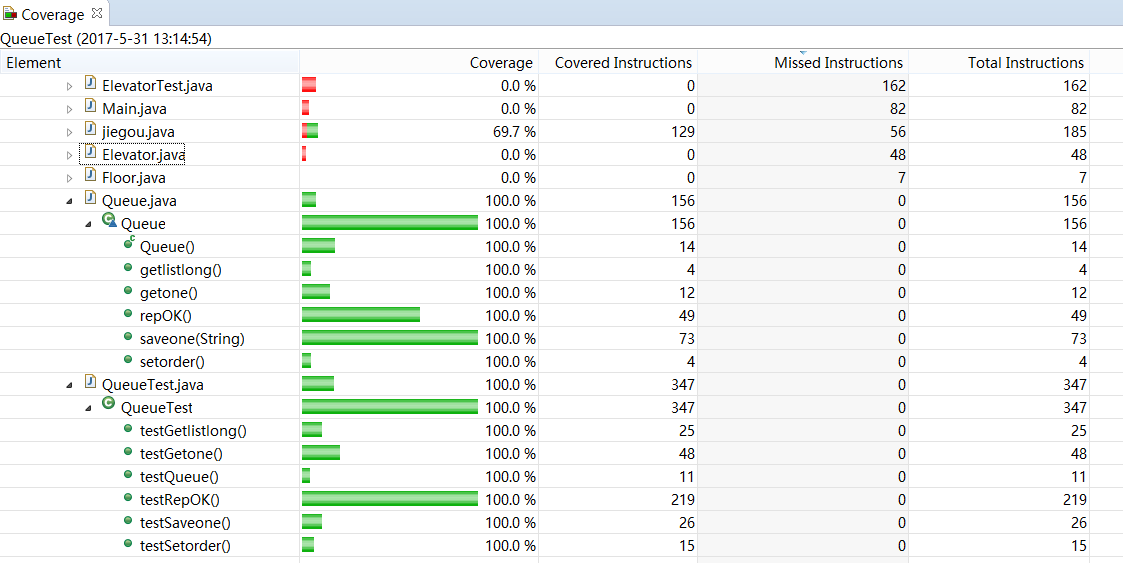 Coverage
QueueTest (2017-5-31 13:14:54)
Element Coverage Covered Instructions Missed Instructions Total Instructions
ElevatorTest.java 0.0 % 0 162 162
Main.java 0.0 % 0 82 82
jiegou.java 69.7 % 129 56 185
Elevator.java 0.0 % 0 48 48
Floor.java 0.0 % 0 7 7
Queue.java 100.0 % 156 0 156
Queue 100.0 % 156 0 156
Queue() 100.0 % 14 0 14
getlistlong() 100.0 % 4 0 4
getone() 100.0 % 12 0 12
repOK() 100.0 % 49 0 49
saveone(String) 100.0 % 73 0 73
setorder() 100.0 % 4 0 4
QueueTest.java 100.0 % 347 0 347
QueueTest 100.0 % 347 0 347
testGetlistlong() 100.0 % 25 0 25
testGetone() 100.0 % 48 0 48
testQueue() 100.0 % 11 0 11
testRepOK() 100.0 % 219 0 219
testSaveone() 100.0 % 26 0 26
testSetorder() 100.0 % 15 0 15